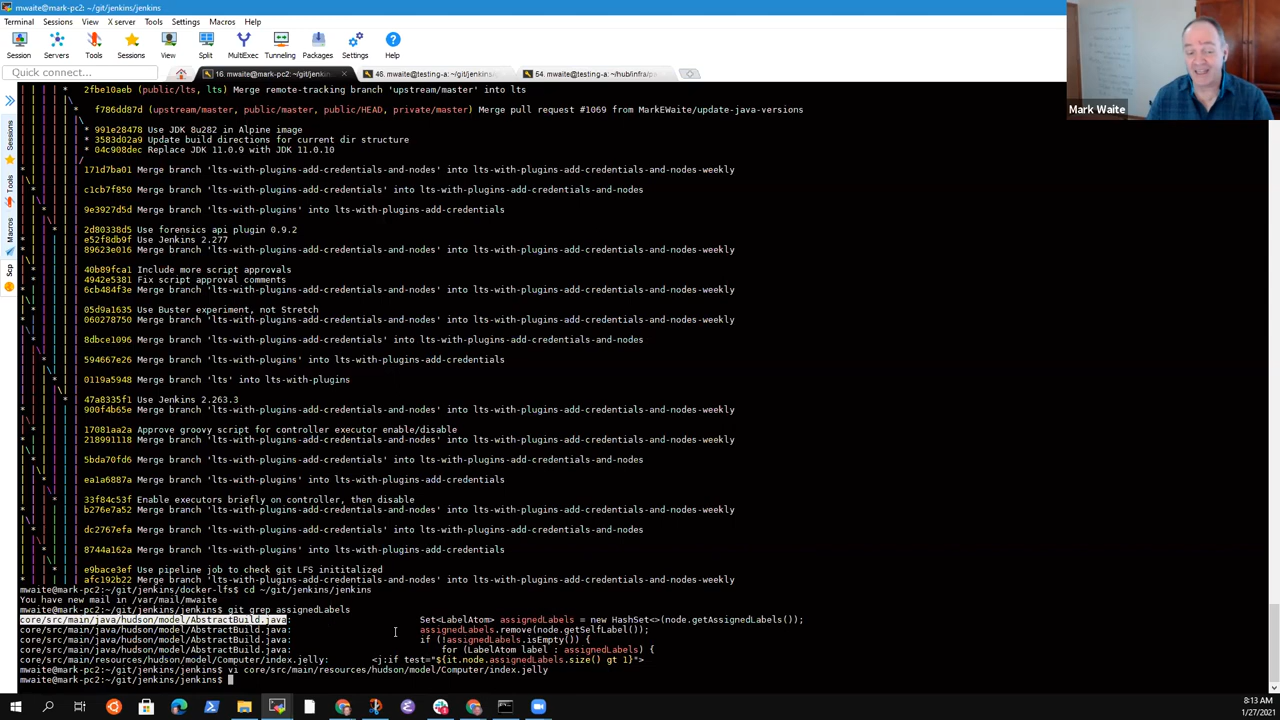 mwaite@mark-pc2: ~/git/jenkins/jenkins
Terminal Sessions View X server Tools Settings Macros Help
Session Servers Tools Sessions View Split MultiExec Tunneling Packages Settings Help
Quick connect...
16. mwaite@mark-pc2: ~/git/jenkin
48. mwaite@testing-a: ~/git/jenkins
54. mwaite@testing-a: ~/hub/infra/p
Mark Waite
Sessions
Tools
Macros
Scp
2fbe10aeb (public/lts, lts) Merge remote-tracking branch 'upstream/master' into lts
f786dd87d (upstream/master, public/master, public/HEAD, private/master) Merge pull request #1069 from MarkEWaite/update-java-versions
* 991e28478 Use JDK 8u282 in Alpine image
* 3583d02a9 Update build directions for current dir structure
* 04c908dec Replace JDK 11.0.9 with JDK 11.0.10
171d7ba01 Merge branch 'lts-with-plugins-add-credentials-and-nodes' into lts-with-plugins-add-credentials-and-nodes-weekly
c1cb7f850 Merge branch 'lts-with-plugins-add-credentials' into lts-with-plugins-add-credentials-and-nodes
9e3927d5d Merge branch 'lts-with-plugins' into lts-with-plugins-add-credentials
2d80338d5 Use forensics api plugin 0.9.2
e52f8db9f Use Jenkins 2.277
89623e016 Merge branch 'lts-with-plugins-add-credentials-and-nodes' into lts-with-plugins-add-credentials-and-nodes-weekly
40b89fca1 Include more script approvals
4942e5381 Fix script approval comments
6cb484f3e Merge branch 'lts-with-plugins-add-credentials-and-nodes' into lts-with-plugins-add-credentials-and-nodes-weekly
05d9a1635 Use Buster experiment, not Stretch
060278750 Merge branch 'lts-with-plugins-add-credentials-and-nodes' into lts-with-plugins-add-credentials-and-nodes-weekly
8dbce1096 Merge branch 'lts-with-plugins-add-credentials' into lts-with-plugins-add-credentials-and-nodes
594667e26 Merge branch 'lts-with-plugins' into lts-with-plugins-add-credentials
0119a5948 Merge branch 'lts' into lts-with-plugins
47a8335f1 Use Jenkins 2.263.3
900f4b65e Merge branch 'lts-with-plugins-add-credentials-and-nodes' into lts-with-plugins-add-credentials-and-nodes-weekly
17081aa2a Approve groovy script for controller executor enable/disable
218991118 Merge branch 'lts-with-plugins-add-credentials-and-nodes' into lts-with-plugins-add-credentials-and-nodes-weekly
5bda70fd6 Merge branch 'lts-with-plugins-add-credentials' into lts-with-plugins-add-credentials-and-nodes
ea1a6887a Merge branch 'lts-with-plugins' into lts-with-plugins-add-credentials
33f84c53f Enable executors briefly on controller, then disable
b276e7a52 Merge branch 'lts-with-plugins-add-credentials-and-nodes' into lts-with-plugins-add-credentials-and-nodes-weekly
dc2767efa Merge branch 'lts-with-plugins-add-credentials' into lts-with-plugins-add-credentials-and-nodes
8744a162a Merge branch 'lts-with-plugins' into lts-with-plugins-add-credentials
e9bace3ef Use pipeline job to check git LFS inititalized
afc192b22 Merge branch 'lts-with-plugins-add-credentials-and-nodes' into lts-with-plugins-add-credentials-and-nodes-weekly
mwaite@mark-pc2:~/git/jenkins/docker-lfs$ cd ~/git/jenkins/jenkins
You have new mail in /var/mail/mwaite
mwaite@mark-pc2:~/git/jenkins/jenkins$ git grep assignedLabels
core/src/main/java/hudson/model/AbstractBuild.java: Set<LabelAtom> assignedLabels = new HashSet<>(node.getAssignedLabels());
core/src/main/java/hudson/model/AbstractBuild.java: assignedLabels.remove(node.getSelfLabel());
core/src/main/java/hudson/model/AbstractBuild.java: if (!assignedLabels.isEmpty()) {
core/src/main/java/hudson/model/AbstractBuild.java: for (LabelAtom label : assignedLabels) {
core/src/main/resources/hudson/model/Computer/index.jelly: <j:if test="${it.node.assignedLabels.size() gt 1}">
mwaite@mark-pc2:~/git/jenkins/jenkins$ vi core/src/main/resources/hudson/model/Computer/index.jelly
mwaite@mark-pc2:~/git/jenkins/jenkins$
8:13 AM
1/27/2021